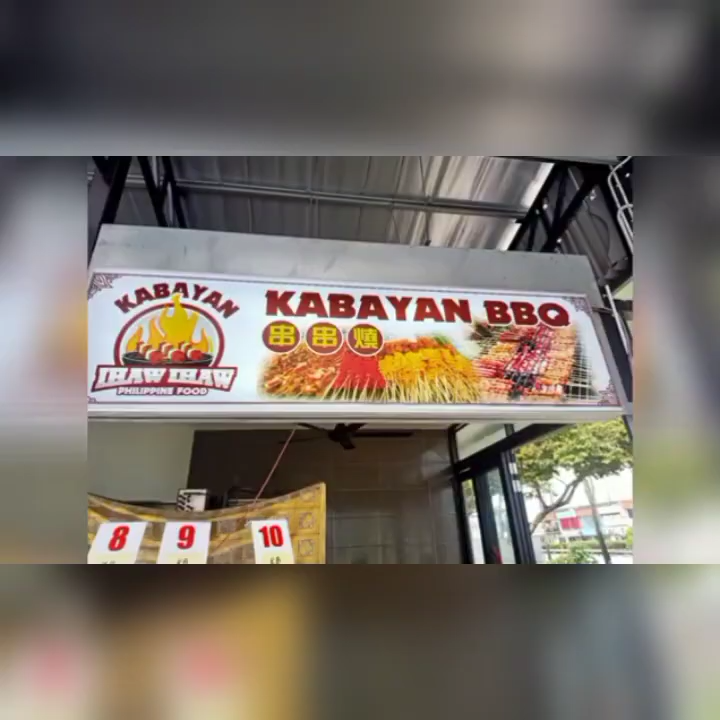 KABAYAN
IHAW IHAW
PHILIPPINE FOOD
KABAYAN BBQ
串串燒
8
9
10